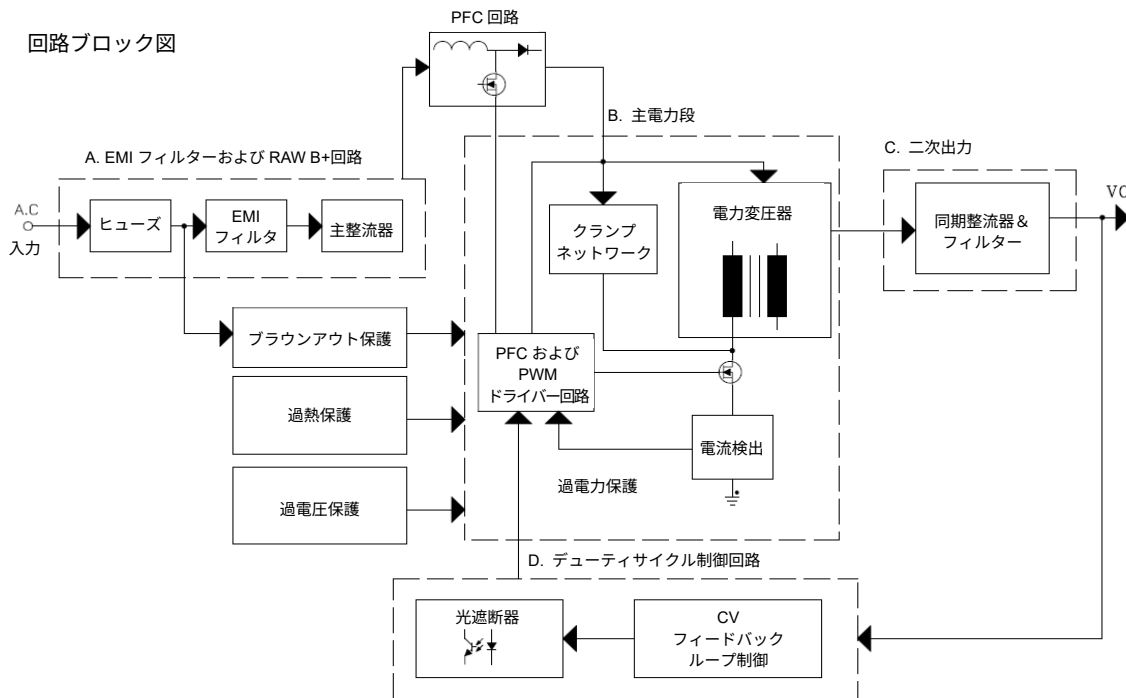 PFC 回路
回路ブロック図
B. 主電力段
A. EMI フィルターおよび RAW B+回路
C. 二次出力
A.C
入力
ヒューズ
EMI
フィルタ
主整流器
クランプ
ネットワーク
電力変圧器
同期整流器&
フィルター
VO
ブラウンアウト保護
PFC および
PWM
ドライバー回路
過熱保護
電流検出
過電力保護
過電圧保護
D. デューティサイクル制御回路
光遮断器
CV
フィードバック
ループ制御